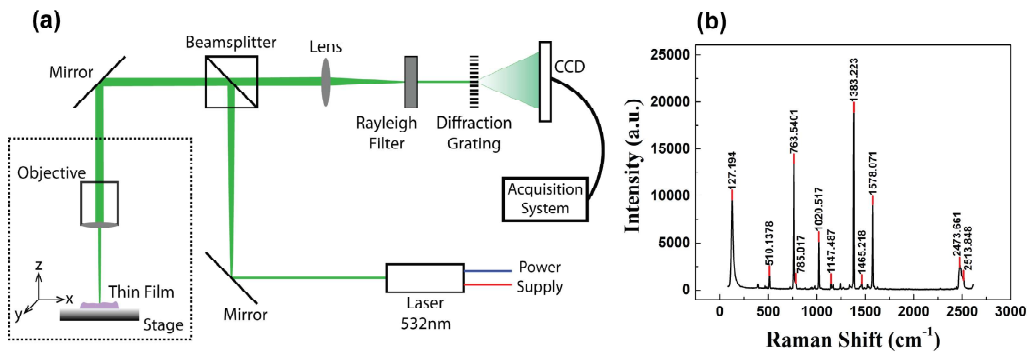 (a)
Beamsplitter
Lens
Mirror
CCD
Rayleigh
Filter
Diffraction
Grating
Objective
Acquisition
System
z
x
y
Thin Film
Stage
Mirror
Laser
532nm
Power
Supply
(b)
Intensity (a.u.)
25000
20000
15000
10000
5000
0
127.194
510.1378
763.5401
785.017
1020.517
1147.487
1383.223
1465.218
1578.071
2473.661
2513.848
0
500
1000
1500
2000
2500
3000
Raman Shift (cm⁻¹)